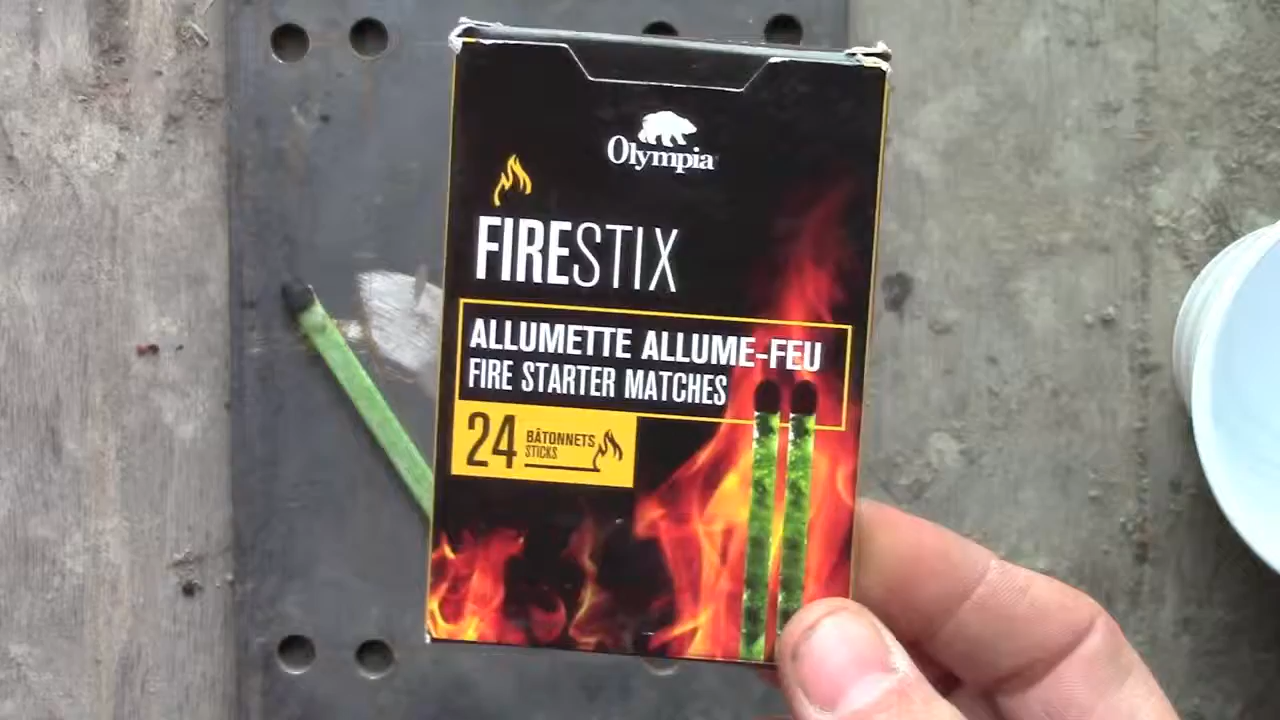 Olympia
FIRESTIX
ALLUMETTE ALLUME-FEU
FIRE STARTER MATCHES
24 BÂTONNETS
STICKS